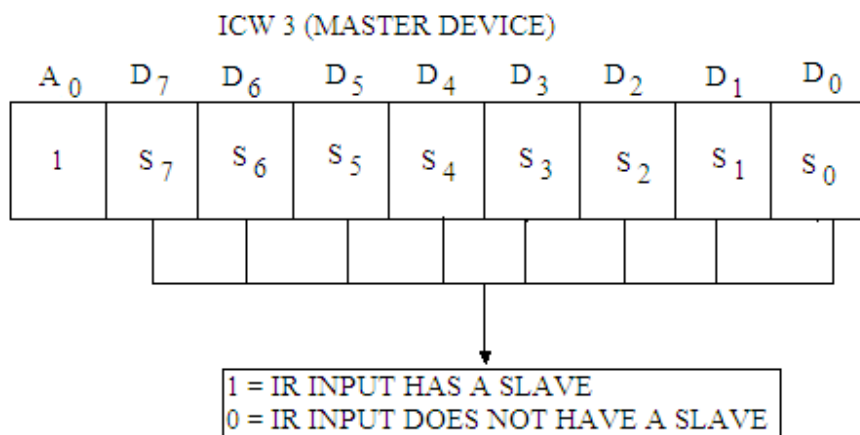 ICW 3 (MASTER DEVICE)
A0 D7 D6 D5 D4 D3 D2 D1 D0
1 S7 S6 S5 S4 S3 S2 S1 S0
1 = IR INPUT HAS A SLAVE
0 = IR INPUT DOES NOT HAVE A SLAVE